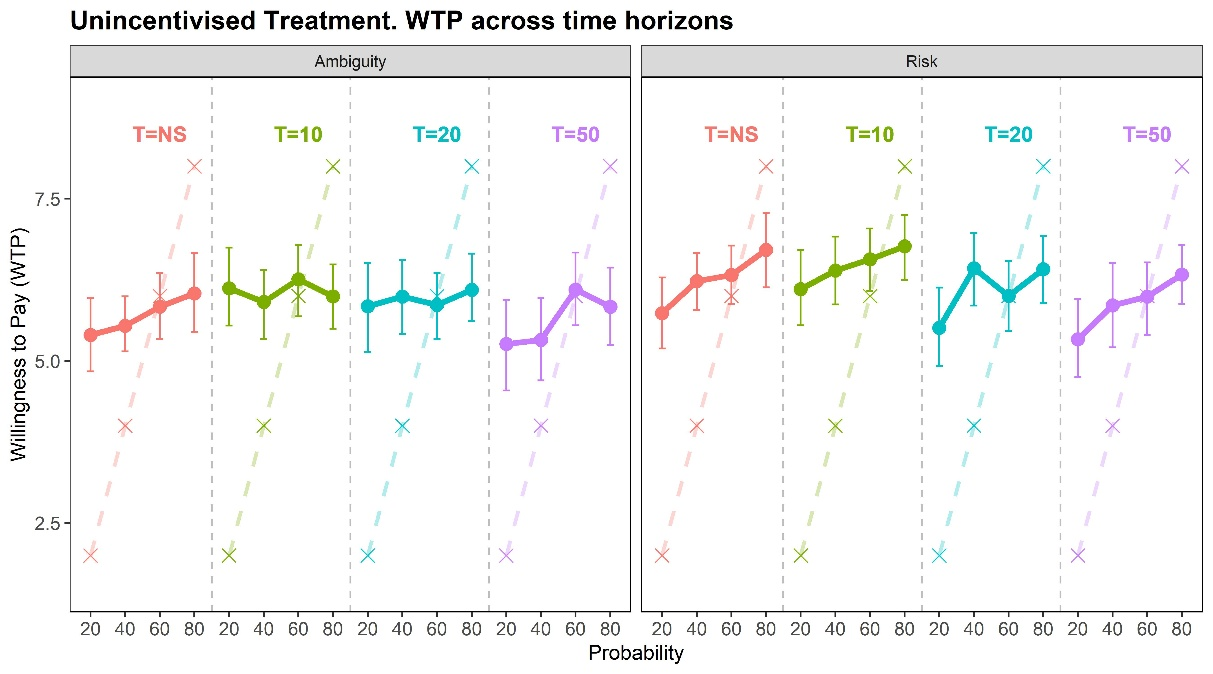 Unincentivised Treatment. WTP across time horizons
Ambiguity Risk
T=NS T=10 T=20 T=50 T=NS T=10 T=20 T=50
Willingness to Pay (WTP)
7.5
5.0
2.5
20 40 60 80 20 40 60 80 20 40 60 80 20 40 60 80 20 40 60 80 20 40 60 80 20 40 60 80 20 40 60 80
Probability